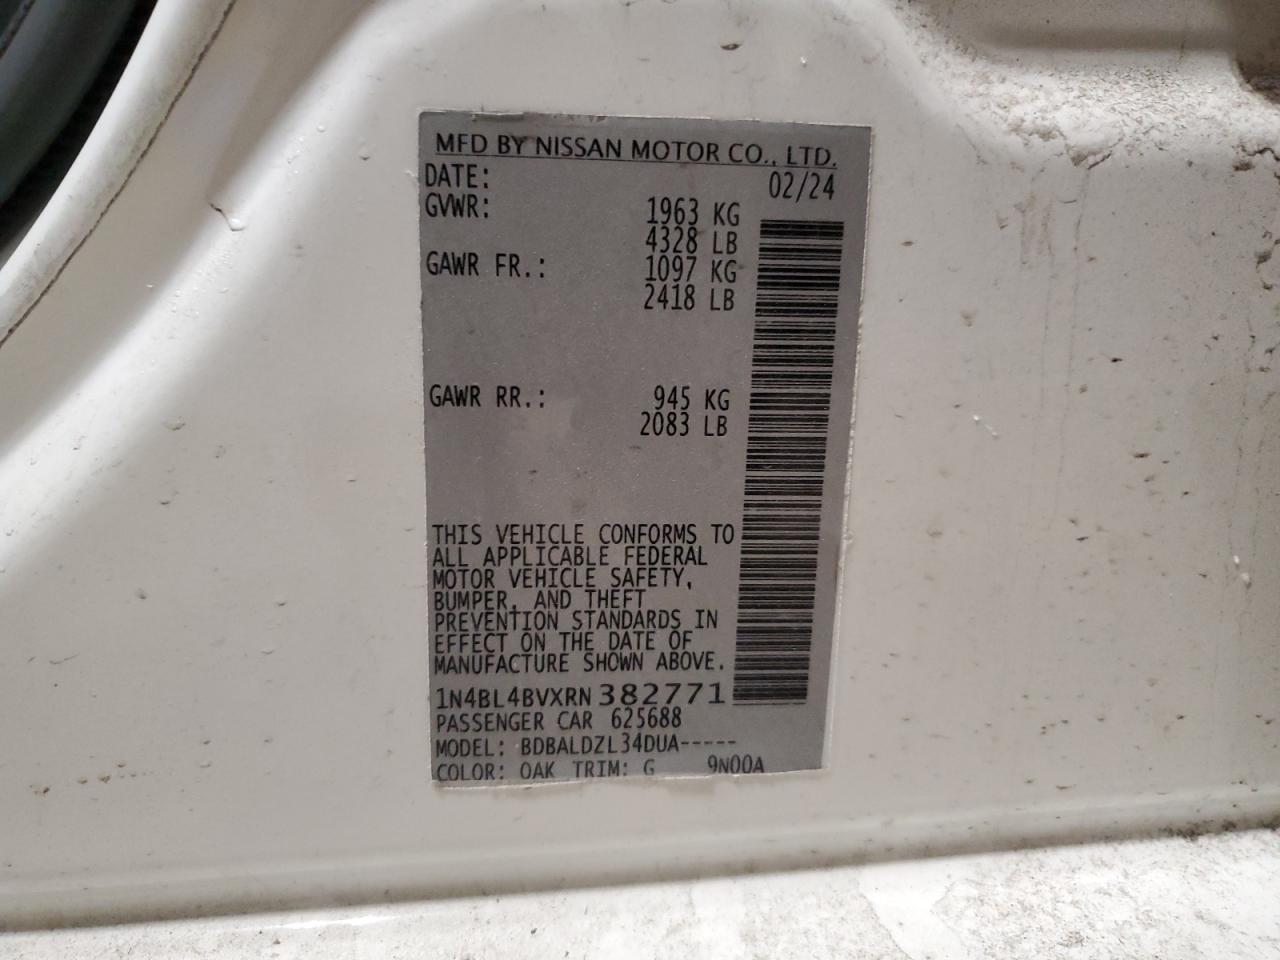 MFD BY NISSAN MOTOR CO., LTD.
DATE: 02/24
GVWR: 1963 KG
4328 LB
GAWR FR.: 1097 KG
2418 LB
GAWR RR.: 945 KG
2083 LB
THIS VEHICLE CONFORMS TO
ALL APPLICABLE FEDERAL
MOTOR VEHICLE SAFETY,
BUMPER, AND THEFT
PREVENTION STANDARDS IN
EFFECT ON THE DATE OF
MANUFACTURE SHOWN ABOVE.
1N4BL4BVXRN382771
PASSENGER CAR 625688
MODEL: BDBALDZL34DUA-----
COLOR: QAK TRIM: G 9N00A